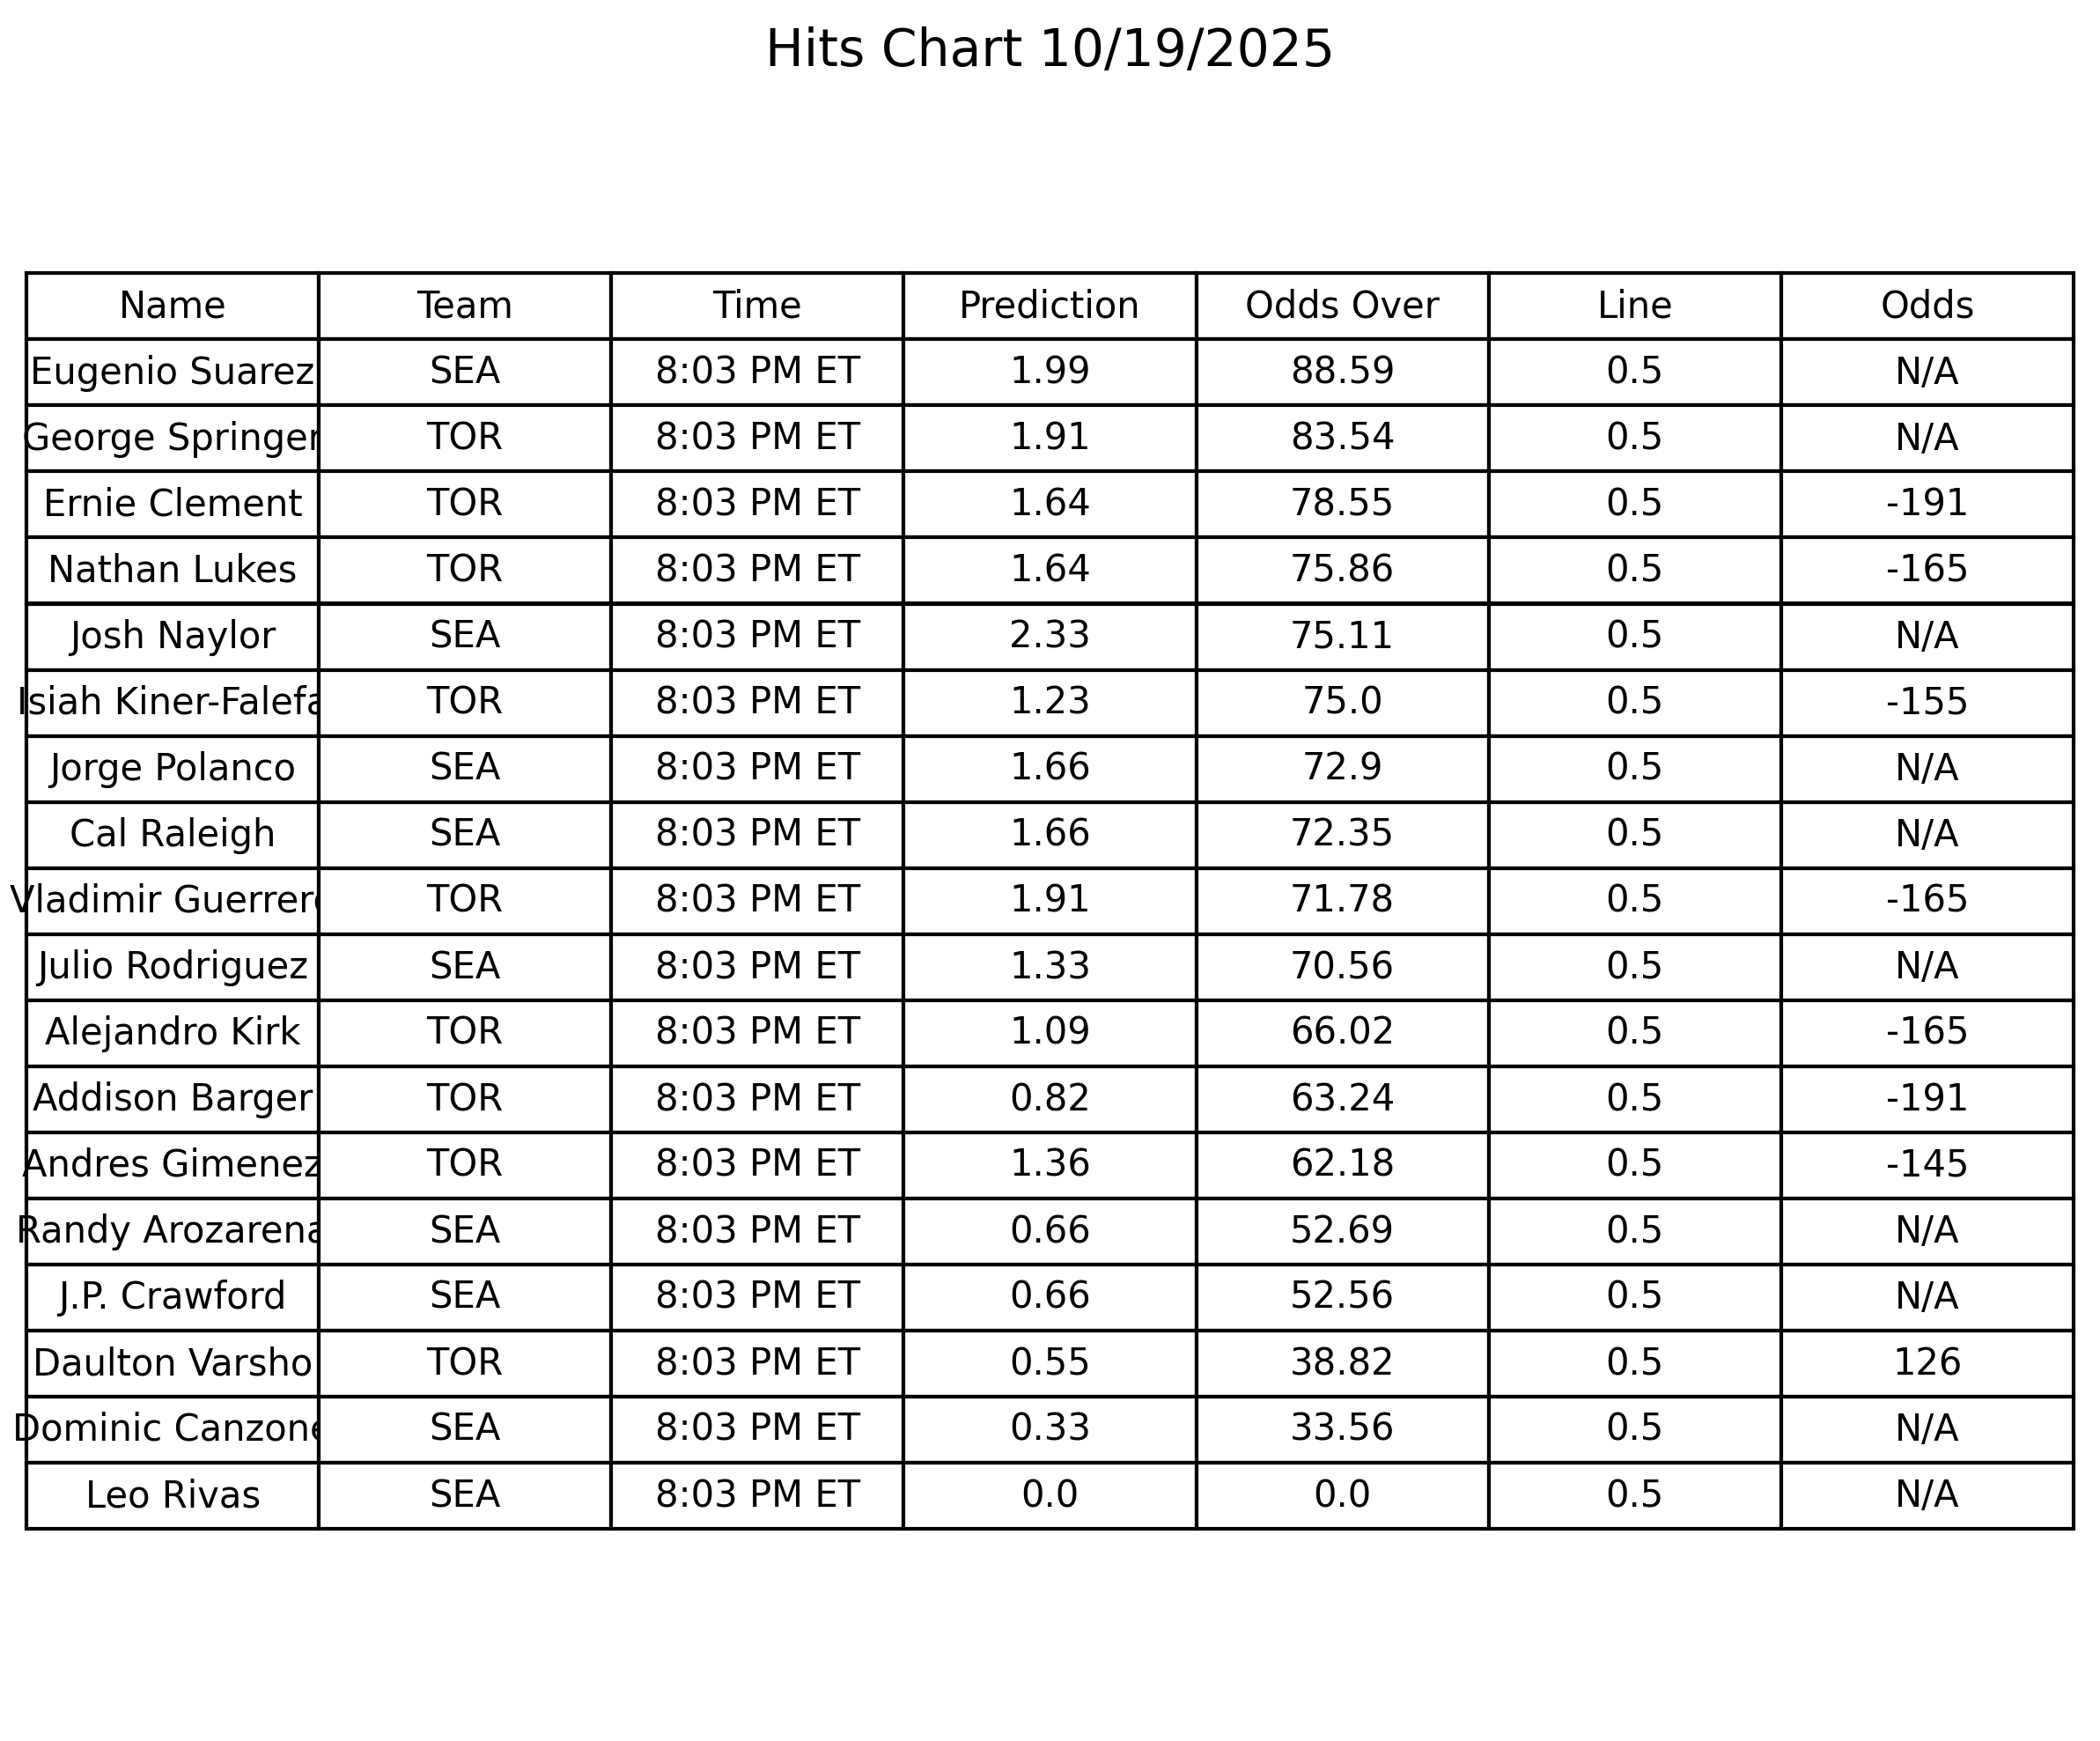 Hits Chart 10/19/2025
Name Team Time Prediction Odds Over Line Odds
Eugenio Suarez SEA 8:03 PM ET 1.99 88.59 0.5 N/A
George Springer TOR 8:03 PM ET 1.91 83.54 0.5 N/A
Ernie Clement TOR 8:03 PM ET 1.64 78.55 0.5 -191
Nathan Lukes TOR 8:03 PM ET 1.64 75.86 0.5 -165
Josh Naylor SEA 8:03 PM ET 2.33 75.11 0.5 N/A
Isiah Kiner-Falefa TOR 8:03 PM ET 1.23 75.0 0.5 -155
Jorge Polanco SEA 8:03 PM ET 1.66 72.9 0.5 N/A
Cal Raleigh SEA 8:03 PM ET 1.66 72.35 0.5 N/A
Vladimir Guerrero TOR 8:03 PM ET 1.91 71.78 0.5 -165
Julio Rodriguez SEA 8:03 PM ET 1.33 70.56 0.5 N/A
Alejandro Kirk TOR 8:03 PM ET 1.09 66.02 0.5 -165
Addison Barger TOR 8:03 PM ET 0.82 63.24 0.5 -191
Andres Gimenez TOR 8:03 PM ET 1.36 62.18 0.5 -145
Randy Arozarena SEA 8:03 PM ET 0.66 52.69 0.5 N/A
J.P. Crawford SEA 8:03 PM ET 0.66 52.56 0.5 N/A
Daulton Varsho TOR 8:03 PM ET 0.55 38.82 0.5 126
Dominic Canzone SEA 8:03 PM ET 0.33 33.56 0.5 N/A
Leo Rivas SEA 8:03 PM ET 0.0 0.0 0.5 N/A